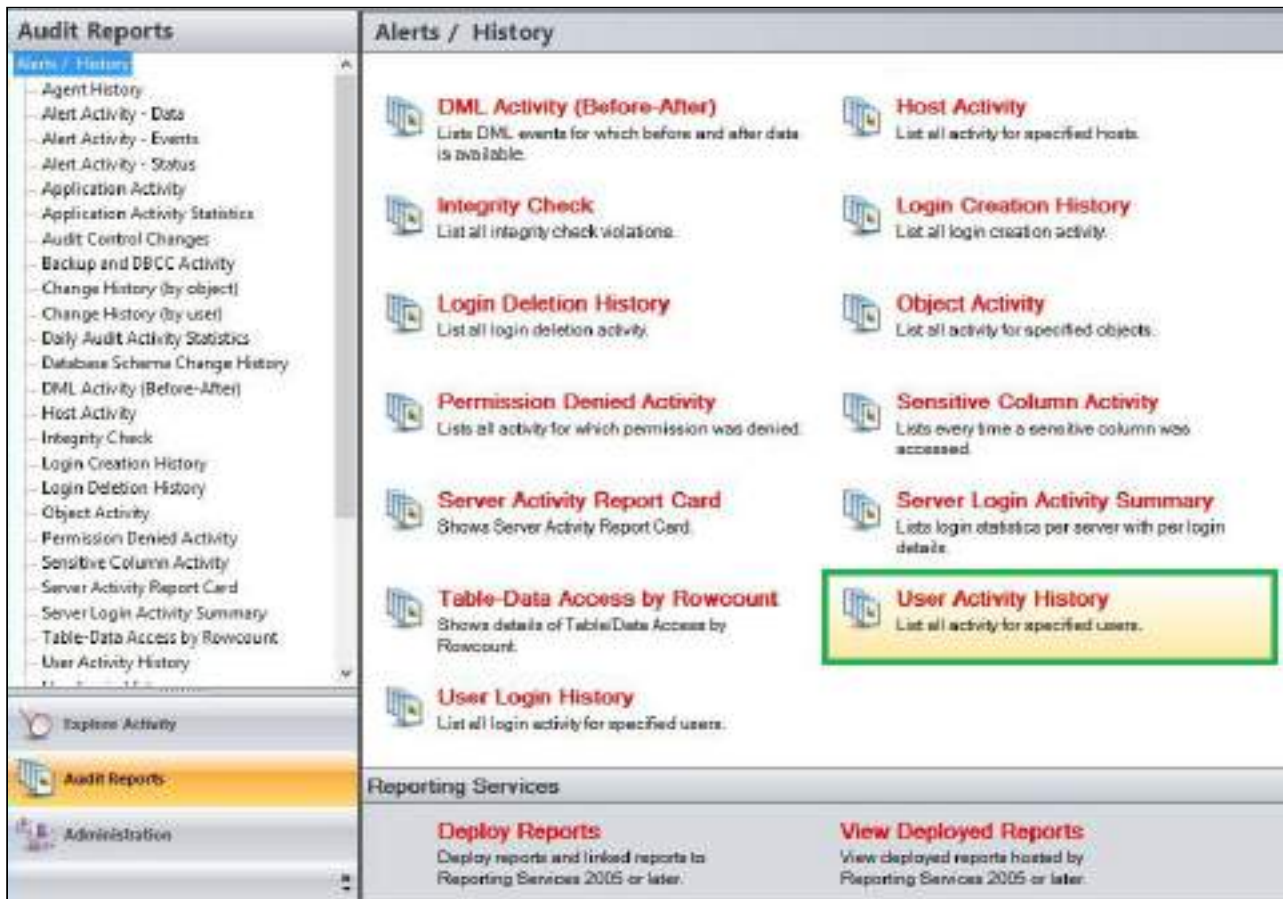 Audit Reports
Alerts / History
Agent History
Alert Activity - Data
Alert Activity - Events
Alert Activity - Status
Application Activity
Application Activity Statistics
Audit Control Changes
Backup and DBCC Activity
Change History (by object)
Change History (by user)
Daily Audit Activity Statistics
Database Schema Change History
DML Activity (Before-After)
Host Activity
Integrity Check
Login Creation History
Login Deletion History
Object Activity
Permission Denied Activity
Sensitive Column Activity
Server Activity Report Card
Server Login Activity Summary
Table-Data Access by Rowcount
User Activity History
Explore Activity
Audit Reports
Administration
Alerts / History
DML Activity (Before-After)
Lists DML events for which before and after data
is available.
Host Activity
List all activity for specified hosts.
Integrity Check
List all integrity check violations.
Login Creation History
List all login creation activity.
Login Deletion History
List all login deletion activity.
Object Activity
List all activity for specified objects.
Permission Denied Activity
Lists all activity for which permission was denied.
Sensitive Column Activity
Lists every time a sensitive column was
accessed.
Server Activity Report Card
Shows Server Activity Report Card.
Server Login Activity Summary
Lists login statistics per server with per login
details.
Table-Data Access by Rowcount
Shows details of Table/Data Access by
Rowcount.
User Activity History
List all activity for specified users.
User Login History
List all login activity for specified users.
Reporting Services
Deploy Reports
Deploy reports and linked reports to
Reporting Services 2005 or later.
View Deployed Reports
View deployed reports hosted by
Reporting Services 2005 or later.